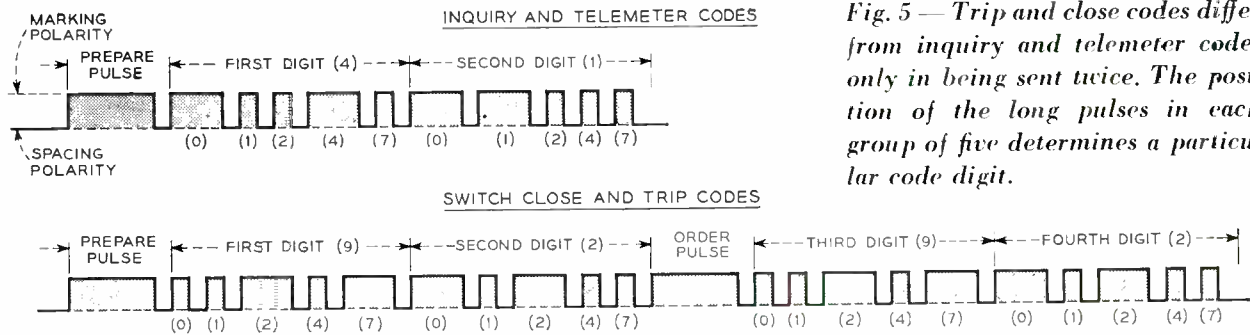 INQUIRY AND TELEMETER CODES
MARKING
POLARITY
PREPARE
PULSE
FIRST DIGIT (4)
SECOND DIGIT (1)
(0) (1) (2) (4) (7) (0) (1) (2) (4) (7)
SPACING
POLARITY
Fig. 5 — Trip and close codes diffe
from inquiry and telemeter code
only in being sent twice. The posi
tion of the long pulses in eac
group of five determines a particu
lar code digit.
SWITCH CLOSE AND TRIP CODES
PREPARE
PULSE
FIRST DIGIT (9)
SECOND DIGIT (2)
ORDER
PULSE
THIRD DIGIT (9)
FOURTH DIGIT (2)
(0) (1) (2) (4) (7) (0) (1) (2) (4) (7) (0) (1) (2) (4) (7) (0) (1) (2) (4) (7)